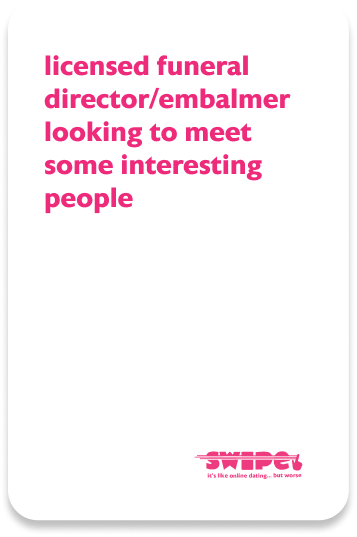 licensed funeral
director/embalmer
looking to meet
some interesting
people
SWIPE
it's like online dating... but worse